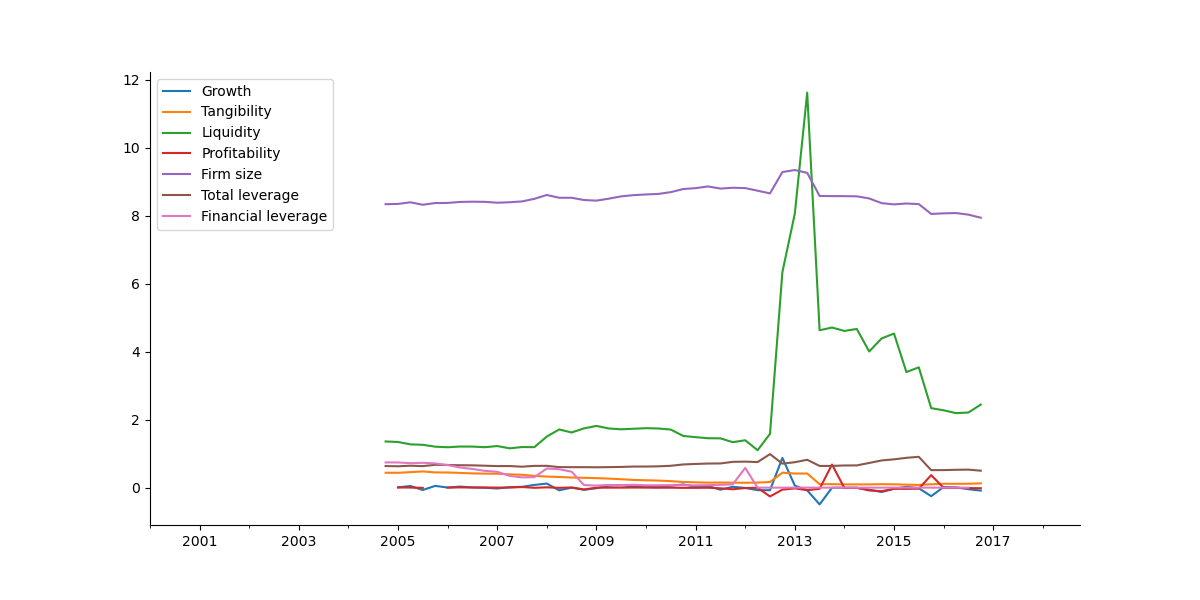 12
10
8
6
4
2
0
Growth
Tangibility
Liquidity
Profitability
Firm size
Total leverage
Financial leverage
2001 2003 2005 2007 2009 2011 2013 2015 2017